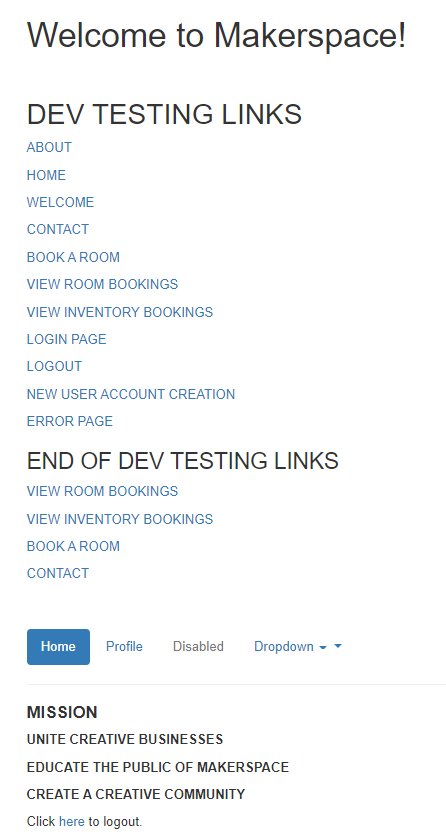 Welcome to Makerspace!
DEV TESTING LINKS
ABOUT
HOME
WELCOME
CONTACT
BOOK A ROOM
VIEW ROOM BOOKINGS
VIEW INVENTORY BOOKINGS
LOGIN PAGE
LOGOUT
NEW USER ACCOUNT CREATION
ERROR PAGE
END OF DEV TESTING LINKS
VIEW ROOM BOOKINGS
VIEW INVENTORY BOOKINGS
BOOK A ROOM
CONTACT
Home Profile Disabled Dropdown
MISSION
UNITE CREATIVE BUSINESSES
EDUCATE THE PUBLIC OF MAKERSPACE
CREATE A CREATIVE COMMUNITY
Click here to logout.